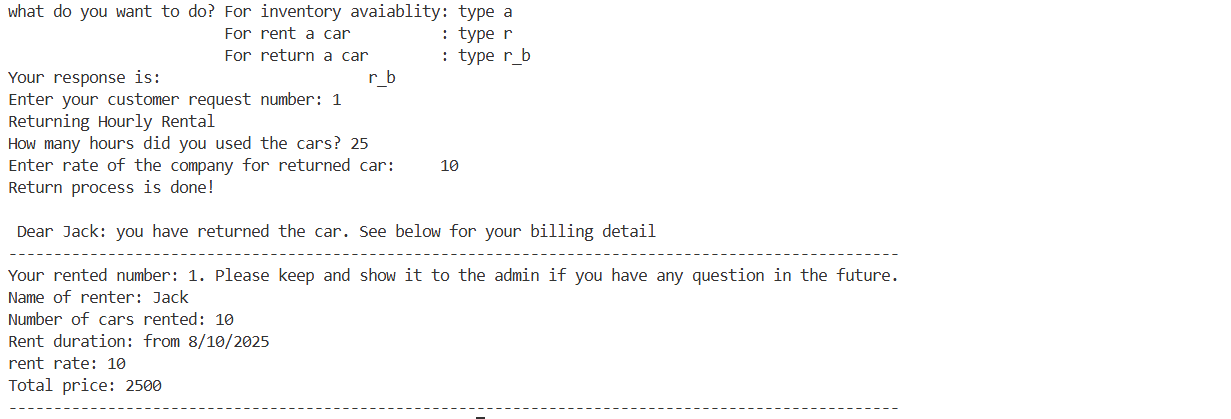 what do you want to do? For inventory avaiablity: type a
                        For rent a car          : type r
                        For return a car        : type r_b
Your response is:                       r_b
Enter your customer request number: 1
Returning Hourly Rental
How many hours did you used the cars? 25
Enter rate of the company for returned car:     10
Return process is done!

 Dear Jack: you have returned the car. See below for your billing detail
---------------------------------------------------------------------------------------------------
Your rented number: 1. Please keep and show it to the admin if you have any question in the future.
Name of renter: Jack
Number of cars rented: 10
Rent duration: from 8/10/2025
rent rate: 10
Total price: 2500
---------------------------------------------------------------------------------------------------